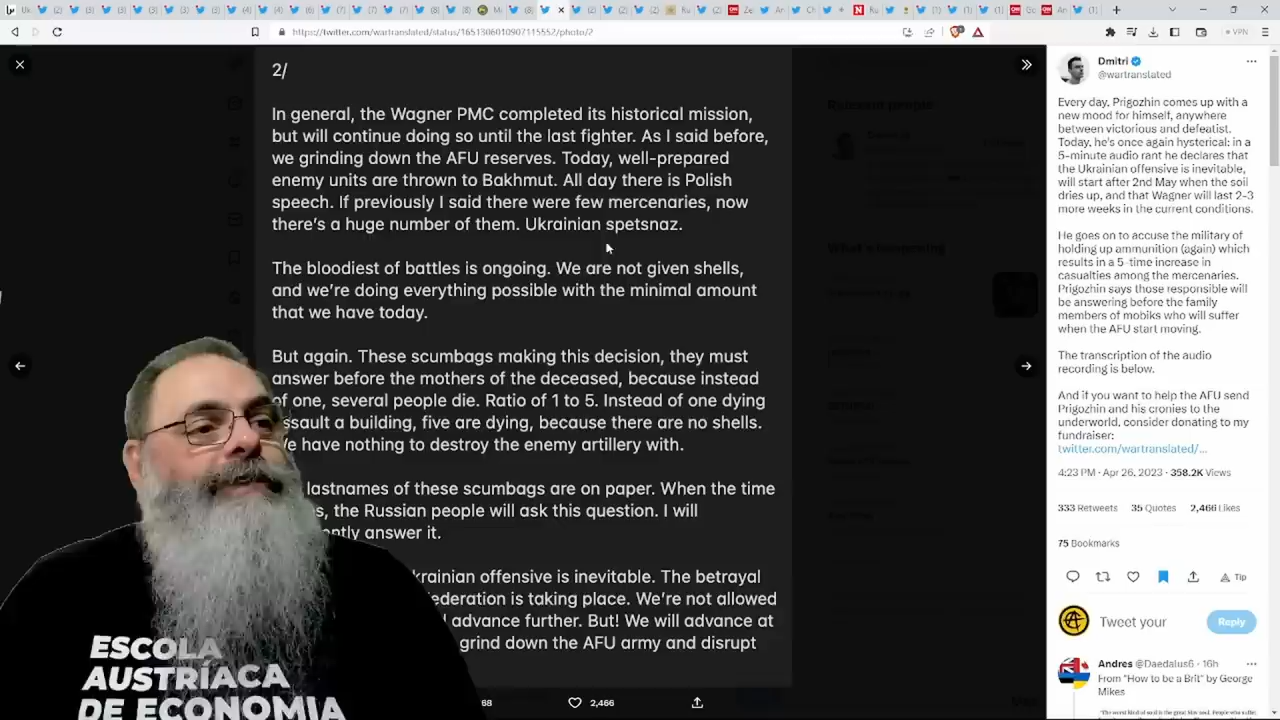 https://twitter.com/wartranslated/status/1651306010907115552/photo/2
VPN
2/
In general, the Wagner PMC completed its historical mission,
but will continue doing so until the last fighter. As I said before,
we grinding down the AFU reserves. Today, well-prepared
enemy units are thrown to Bakhmut. All day there is Polish
speech. If previously I said there were few mercenaries, now
there's a huge number of them. Ukrainian spetsnaz.
The bloodiest of battles is ongoing. We are not given shells,
and we're doing everything possible with the minimal amount
that we have today.
But again. These scumbags making this decision, they must
answer before the mothers of the deceased, because instead
of one, several people die. Ratio of 1 to 5. Instead of one dying
assault a building, five are dying, because there are no shells.
We have nothing to destroy the enemy artillery with.
lastnames of these scumbags are on paper. When the time
the Russian people will ask this question. I will
answer it.
krainian offensive is inevitable. The betrayal
ederation is taking place. We're not allowed
advance further. But! We will advance at
grind down the AFU army and disrupt
68
2,466
ESCOLA
AUSTRÍACA
DE ECONOMIA
Relevant people
What's happening
Dmitri
@wartranslated
Every day, Prigozhin comes up with a
new mood for himself, anywhere
between victorious and defeatist.
Today, he's once again hysterical: in a
5-minute audio rant he declares that
the Ukrainian offensive is inevitable,
will start after 2nd May when the soil
dries up, and that Wagner will last 2-3
more weeks in the current conditions.
He goes on to accuse the military of
holding up ammunition (again) which
results in a 5-time increase in
casualties among the mercenaries.
Prigozhin says those responsible will
be answering before the family
members of mobiks who will suffer
when the AFU start moving.
The transcription of the audio
recording is below.
And if you want to help the AFU send
Prigozhin and his cronies to the
underworld, consider donating to my
fundraiser:
twitter.com/wartranslated/...
4:23 PM · Apr 26, 2023 · 358.2K Views
333 Retweets 35 Quotes 2,466 Likes
75 Bookmarks
Tip
Tweet your
Reply
Andres @Daedalus6 · 16h
From "How to be a Brit" by George
Mikes